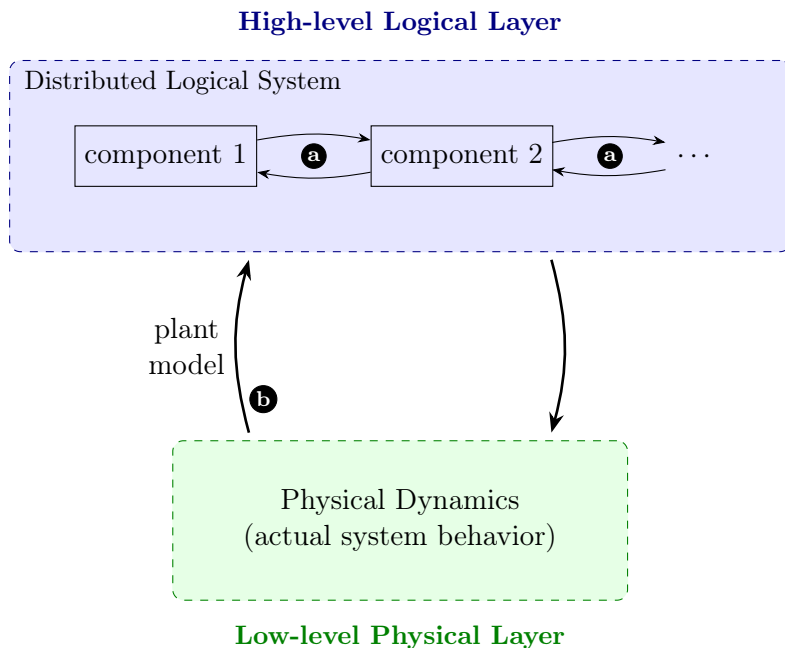 High-level Logical Layer
Distributed Logical System
component 1
a
component 2
a
...
plant
model
b
Physical Dynamics
(actual system behavior)
Low-level Physical Layer